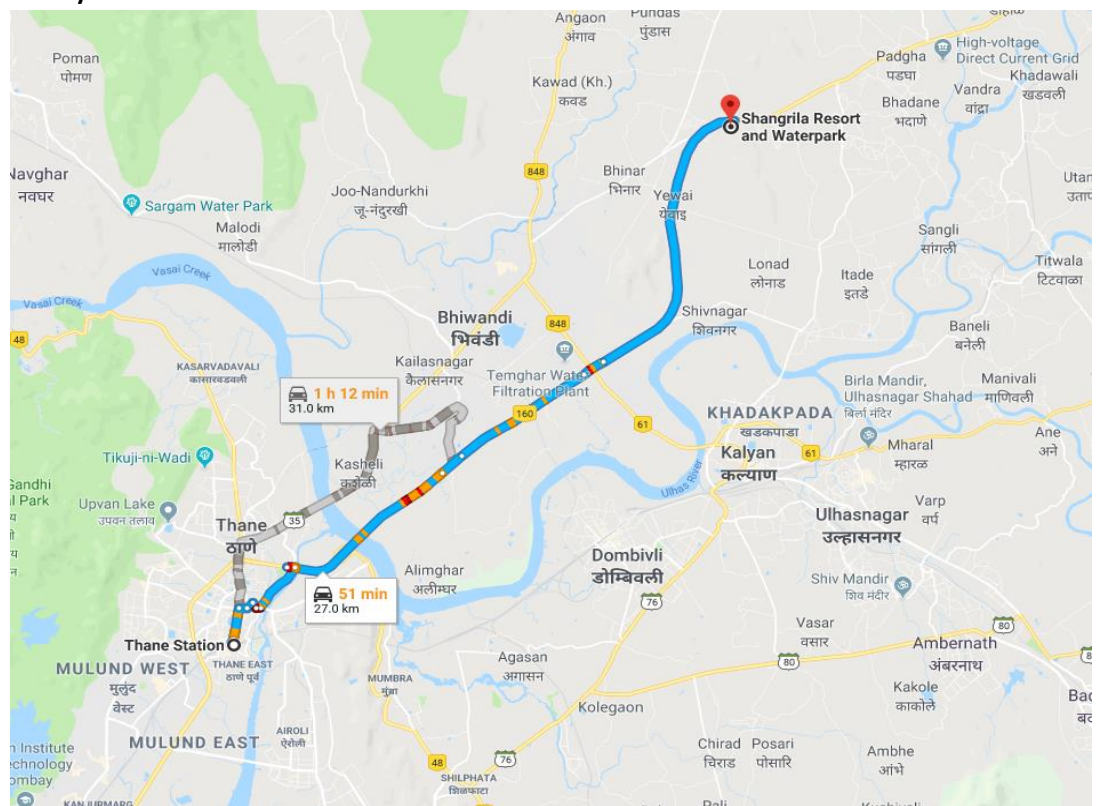 Angaon
अंगाव
Pundas
पुंडास
डाहाळ
Poman
पोमण
Kawad (Kh.)
कवड
Padgha
पडघा
High-voltage
Direct Current Grid
Vandra
वांद्रा
Khadawali
खडवली
Bhadane
भदाणे
Shangrila Resort
and Waterpark
848
Navghar
नवघर
Sargam Water Park
Malodi
मालोडी
Joo-Nandurkhi
जू-नंदुरखी
Bhinar
भिनार
Yewai
येवाइ
Sangli
सांगली
Titwala
टिटवाळा
Vasai Creek
Vasai Creek
Lonad
लोनाड
Itade
इतडे
Shivnagar
शिवनगर
Baneli
बनेली
48
Bhiwandi
भिवंडी
848
KASARVADAVALI
कासारवडवली
Kailasnagar
कैलासनगर
Temghar Water
Filtration Plant
1 h 12 min
31.0 km
160
61
Birla Mandir,
Ulhasnagar Shahad
बिर्ला मंदिर
Manivali
माणिवली
KHADAKPADA
खडकपाडा
Kalyan
कल्याण
61
Mharal
म्हारळ
Ane
अने
Tikuji-ni-Wadi
Kasheli
कशेळी
Ulhas River
Gandhi
al Park
Upvan Lake
उपवन तलाव
35
Thane
ठाणे
Varp
वर्प
Ulhasnagar
उल्हासनगर
Dombivli
डोम्बिवली
Alimghar
अलीमघर
51 min
27.0 km
Shiv Mandir
शिव मंदीर
76
Vasar
वसार
80
Thane Station
THANE EAST
ठाणे पूर्व
MULUND WEST
मुलुंड
वेस्ट
Agasan
अगासन
80
Ambernath
अंबरनाथ
MUMBRA
मुंब्रा
Kolegaon
Kakole
काकोले
AIROLI
ऐरोली
MULUND EAST
Chirad
चिराड
Posari
पोसारि
Ambhe
आंभे
48
76
SHILPHATA
शिळफाटा